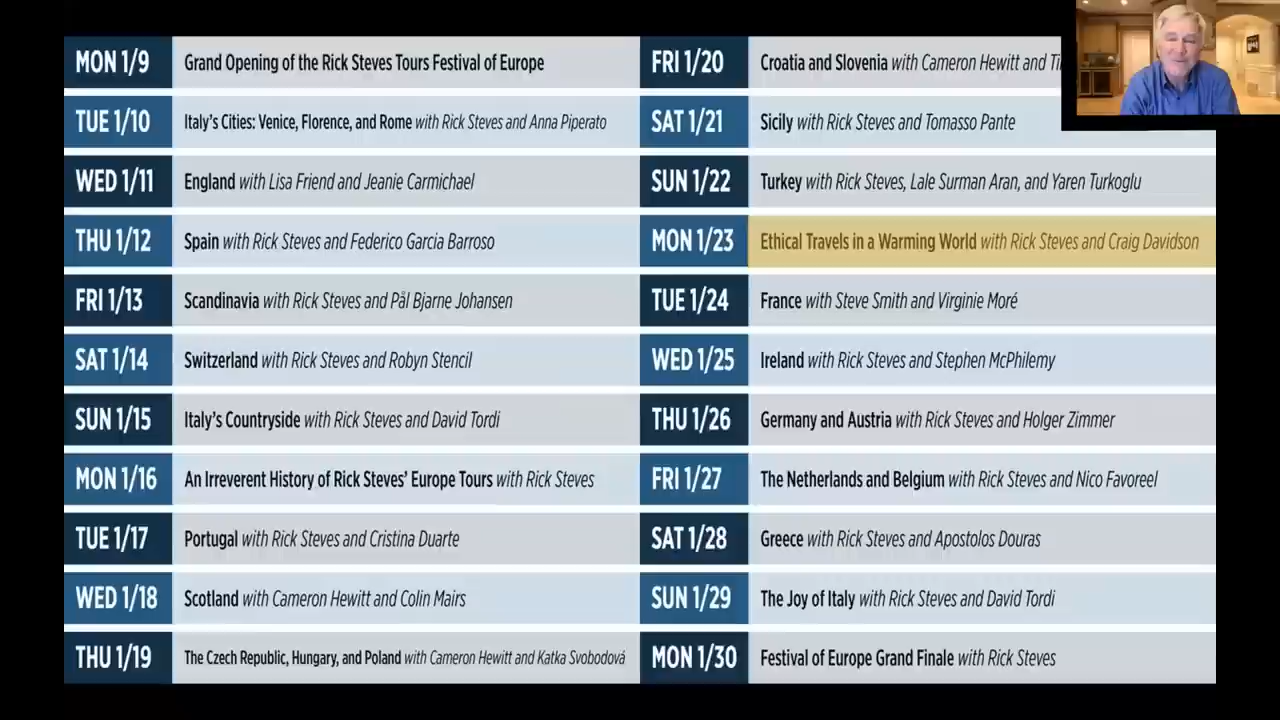 MON 1/9 Grand Opening of the Rick Steves Tours Festival of Europe
TUE 1/10 Italy's Cities: Venice, Florence, and Rome with Rick Steves and Anna Piperato
WED 1/11 England with Lisa Friend and Jeanie Carmichael
THU 1/12 Spain with Rick Steves and Federico Garcia Barroso
FRI 1/13 Scandinavia with Rick Steves and Pål Bjarne Johansen
SAT 1/14 Switzerland with Rick Steves and Robyn Stencil
SUN 1/15 Italy's Countryside with Rick Steves and David Tordi
MON 1/16 An Irreverent History of Rick Steves' Europe Tours with Rick Steves
TUE 1/17 Portugal with Rick Steves and Cristina Duarte
WED 1/18 Scotland with Cameron Hewitt and Colin Mairs
THU 1/19 The Czech Republic, Hungary, and Poland with Cameron Hewitt and Katka Svobodová
FRI 1/20 Croatia and Slovenia with Cameron Hewitt and
SAT 1/21 Sicily with Rick Steves and Tomasso Pante
SUN 1/22 Turkey with Rick Steves, Lale Surman Aran, and Yaren Turkoglu
MON 1/23 Ethical Travels in a Warming World with Rick Steves and Craig Davidson
TUE 1/24 France with Steve Smith and Virginie Moré
WED 1/25 Ireland with Rick Steves and Stephen McPhilemy
THU 1/26 Germany and Austria with Rick Steves and Holger Zimmer
FRI 1/27 The Netherlands and Belgium with Rick Steves and Nico Favoreel
SAT 1/28 Greece with Rick Steves and Apostolos Douras
SUN 1/29 The Joy of Italy with Rick Steves and David Tordi
MON 1/30 Festival of Europe Grand Finale with Rick Steves